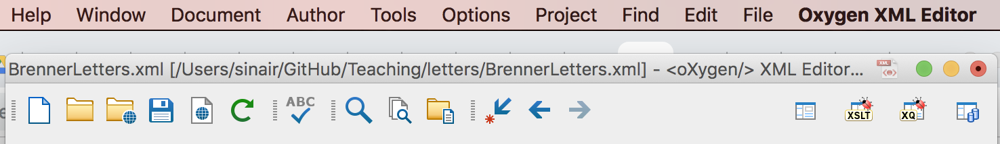 Help Window Document Author Tools Options Project Find Edit File Oxygen XML Editor
BrennerLetters.xml [/Users/sinair/GitHub/Teaching/letters/BrennerLetters.xml] - <oXygen/> XML Editor...
XML
ABC
XSLT XQ